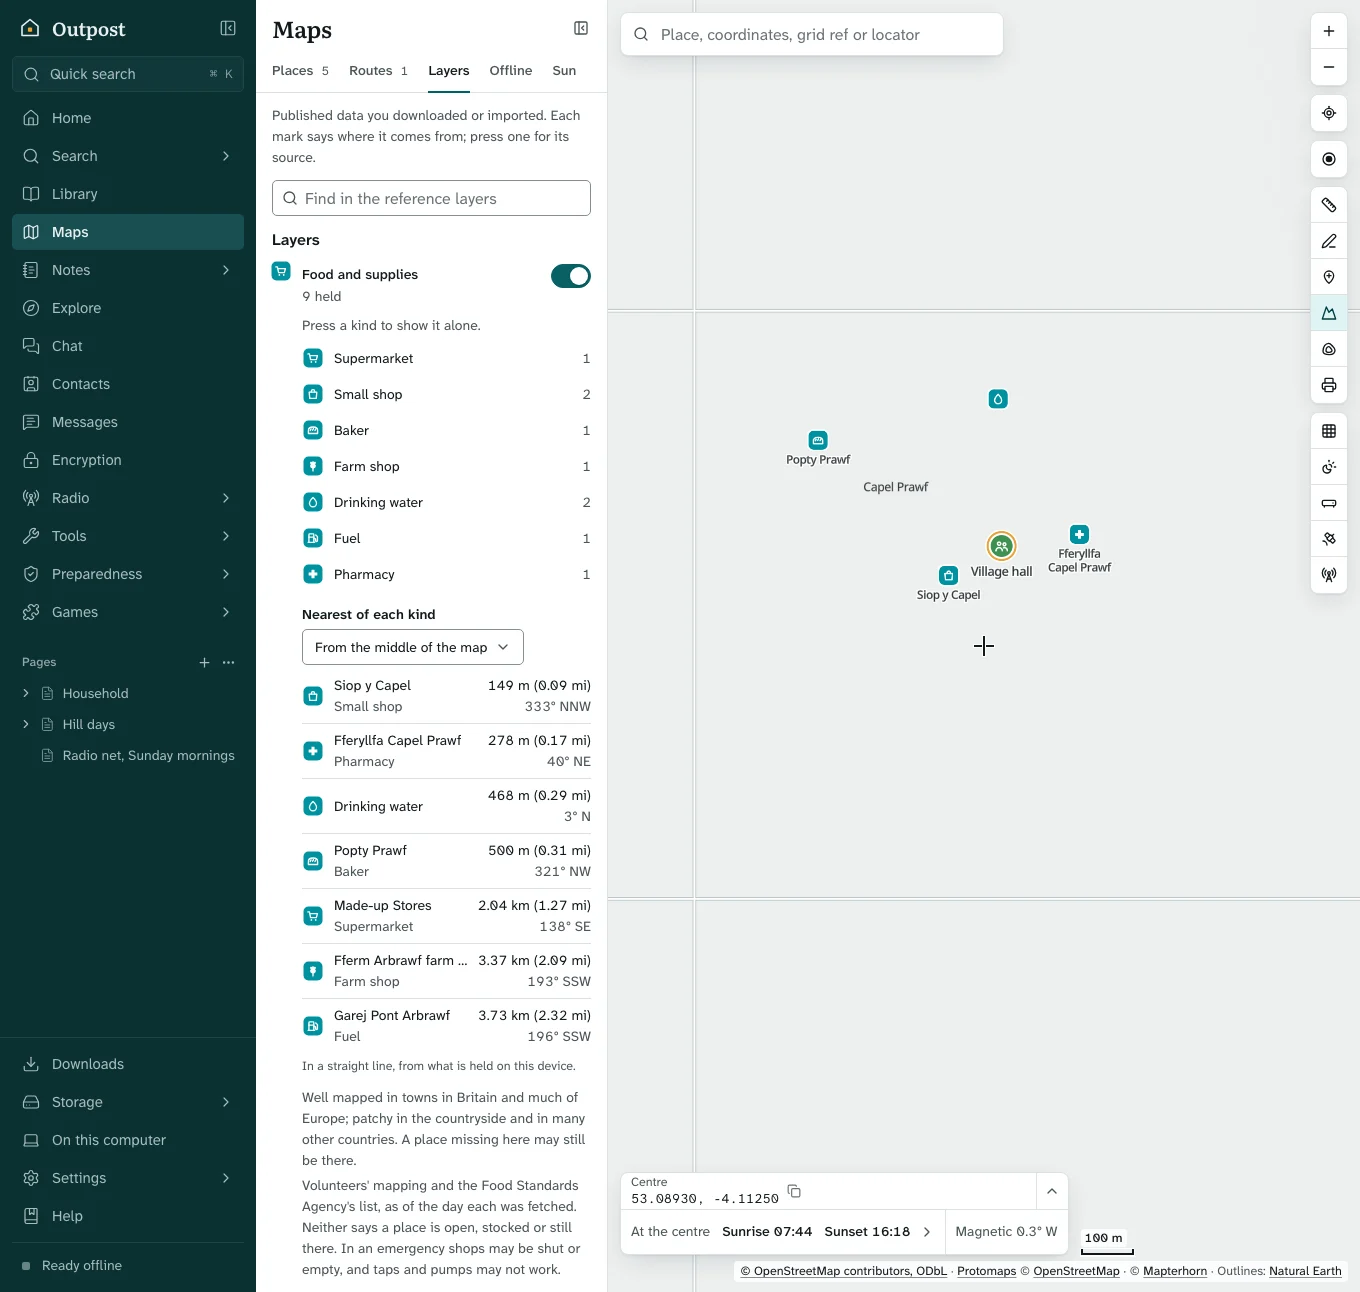 Outpost
Quick search ⌘ K
Home
Search
Library
Maps
Notes
Explore
Chat
Contacts
Messages
Encryption
Radio
Tools
Preparedness
Games
Pages
Household
Hill days
Radio net, Sunday mornings
Downloads
Storage
On this computer
Settings
Help
Ready offline
Maps
Places 5 Routes 1 Layers Offline Sun
Published data you downloaded or imported. Each
mark says where it comes from; press one for its
source.
Find in the reference layers
Layers
Food and supplies
9 held
Press a kind to show it alone.
Supermarket 1
Small shop 2
Baker 1
Farm shop 1
Drinking water 2
Fuel 1
Pharmacy 1
Nearest of each kind
From the middle of the map
Siop y Capel 149 m (0.09 mi)
Small shop 333° NNW
Fferyllfa Capel Prawf 278 m (0.17 mi)
Pharmacy 40° NE
Drinking water 468 m (0.29 mi)
3° N
Popty Prawf 500 m (0.31 mi)
Baker 321° NW
Made-up Stores 2.04 km (1.27 mi)
Supermarket 138° SE
Fferm Arbrawf farm ... 3.37 km (2.09 mi)
Farm shop 193° SSW
Garej Pont Arbrawf 3.73 km (2.32 mi)
Fuel 196° SSW
In a straight line, from what is held on this device.
Well mapped in towns in Britain and much of
Europe; patchy in the countryside and in many
other countries. A place missing here may still
be there.
Volunteers' mapping and the Food Standards
Agency's list, as of the day each was fetched.
Neither says a place is open, stocked or still
there. In an emergency shops may be shut or
empty, and taps and pumps may not work.
Place, coordinates, grid ref or locator
Popty Prawf
Capel Prawf
Fferyllfa
Capel Prawf
Village hall
Siop y Capel
Centre
53.08930, -4.11250
At the centre Sunrise 07:44 Sunset 16:18 Magnetic 0.3° W
100 m
© OpenStreetMap contributors, ODbL · Protomaps © OpenStreetMap · © Mapterhorn · Outlines: Natural Earth